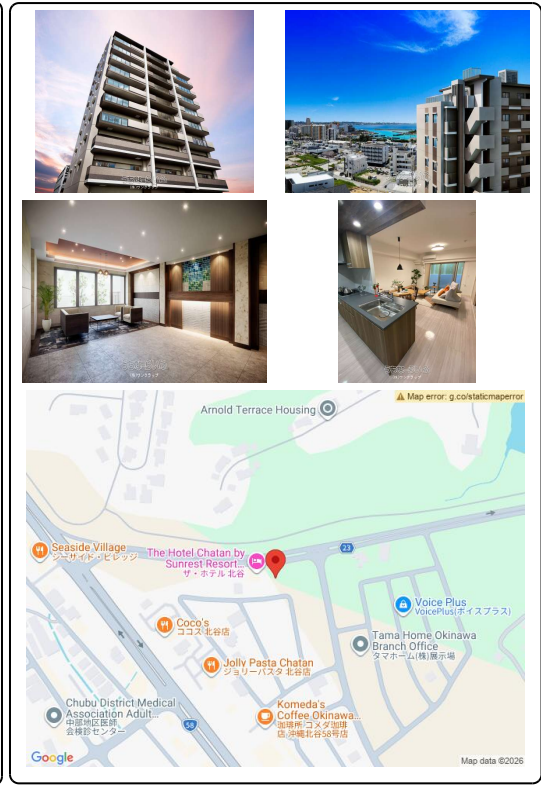 Map error: g.co/staticmaperror
Arnold Terrace Housing
Seaside Village
シーサイド・ビレッジ
The Hotel Chatan by
Sunrest Resort...
ザ・ホテル 北谷
23
Voice Plus
VoicePlus(ボイスプラス)
Coco's
ココス 北谷店
Tama Home Okinawa
Branch Office
タマホーム(株)展示場
Jolly Pasta Chatan
ジョリーパスタ 北谷店
Chubu District Medical
Association Adult...
中部地区医師
会検診センター
58
Komeda's
Coffee Okinawa...
珈琲所 コメダ珈琲
店 沖縄北谷58号店
Google
Map data ©2026